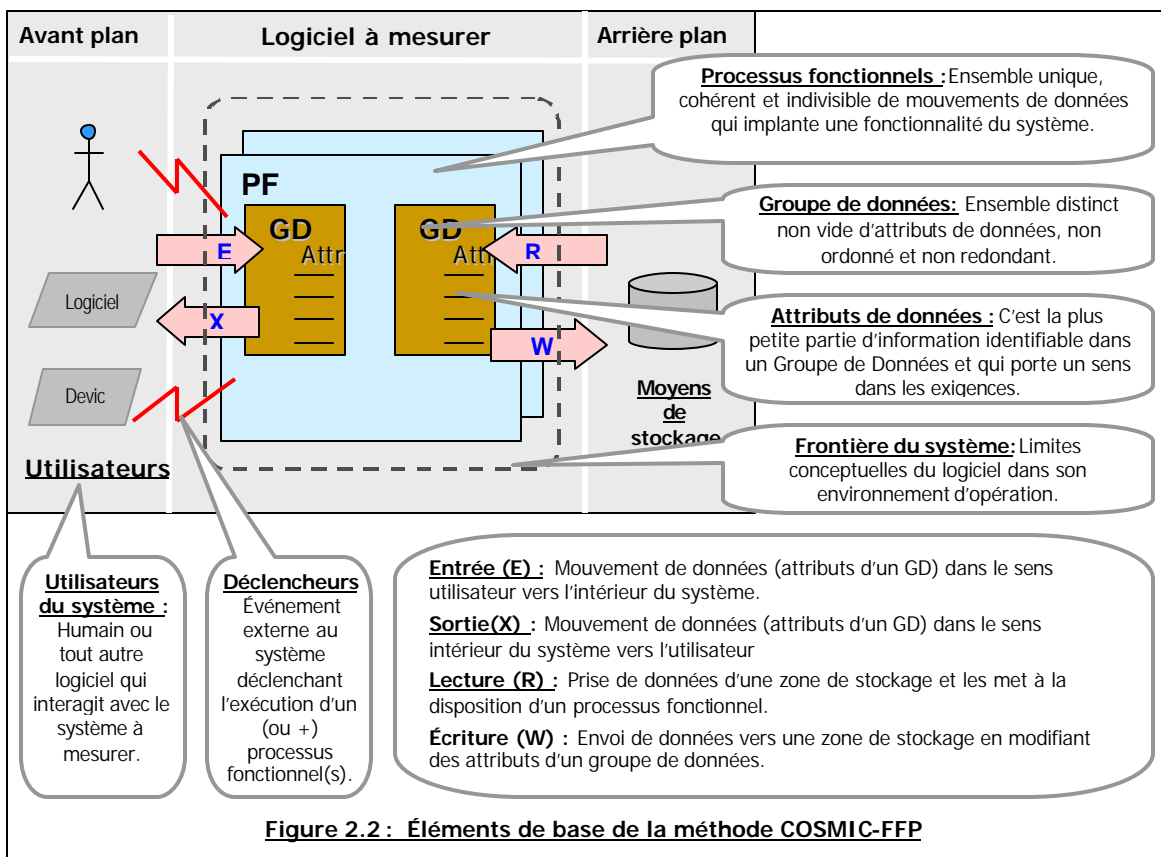 Avant plan
Logiciel à mesurer
Arrière plan
Processus fonctionnels : Ensemble unique,
cohérent et indivisible de mouvements de données
qui implante une fonctionnalité du système.
PF
GD
Attr
GD
Attr
E
R
X
W
Groupe de données: Ensemble distinct
non vide d'attributs de données, non
ordonné et non redondant.
Logiciel
Devic
Utilisateurs
Moyens
de
stockage
Attributs de données : C'est la plus
petite partie d'information identifiable dans
un Groupe de Données et qui porte un sens
dans les exigences.
Frontière du système: Limites
conceptuelles du logiciel dans son
environnement d'opération.
Utilisateurs
du système :
Humain ou
tout autre
logiciel qui
interagit avec le
système à
mesurer.
Déclencheurs
Événement
externe au
système
déclenchant
l'exécution d'un
(ou +)
processus
fonctionnel(s).
Entrée (E) : Mouvement de données (attributs d'un GD) dans le sens
utilisateur vers l'intérieur du système.
Sortie(X) : Mouvement de données (attributs d'un GD) dans le sens
intérieur du système vers l'utilisateur
Lecture (R) : Prise de données d'une zone de stockage et les met à la
disposition d'un processus fonctionnel.
Écriture (W) : Envoi de données vers une zone de stockage en modifiant
des attributs d'un groupe de données.
Figure 2.2 : Éléments de base de la méthode COSMIC-FFP